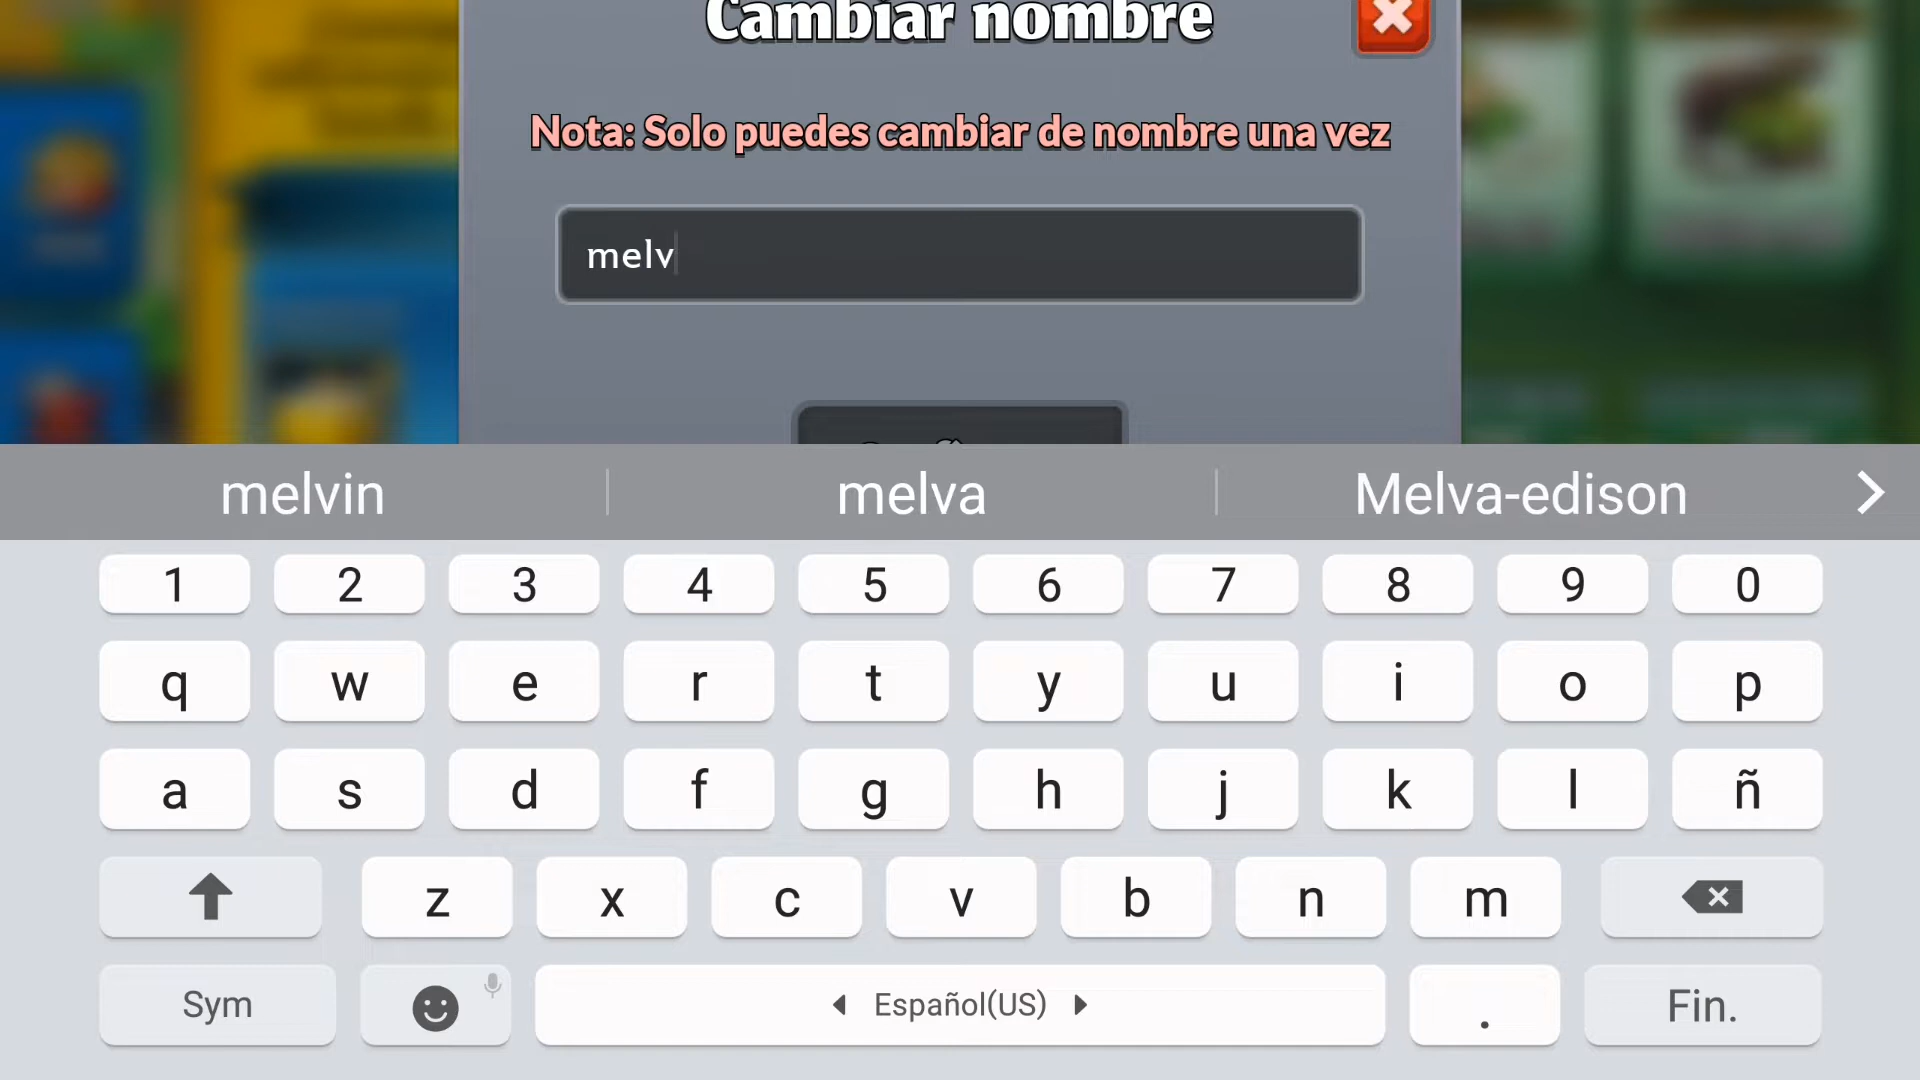 Cambiar nombre
Nota: Solo puedes cambiar de nombre una vez
melv
melvin melva Melva-edison
1 2 3 4 5 6 7 8 9 0
q w e r t y u i o p
a s d f g h j k l ñ
z x c v b n m
Sym Español(US) . Fin.